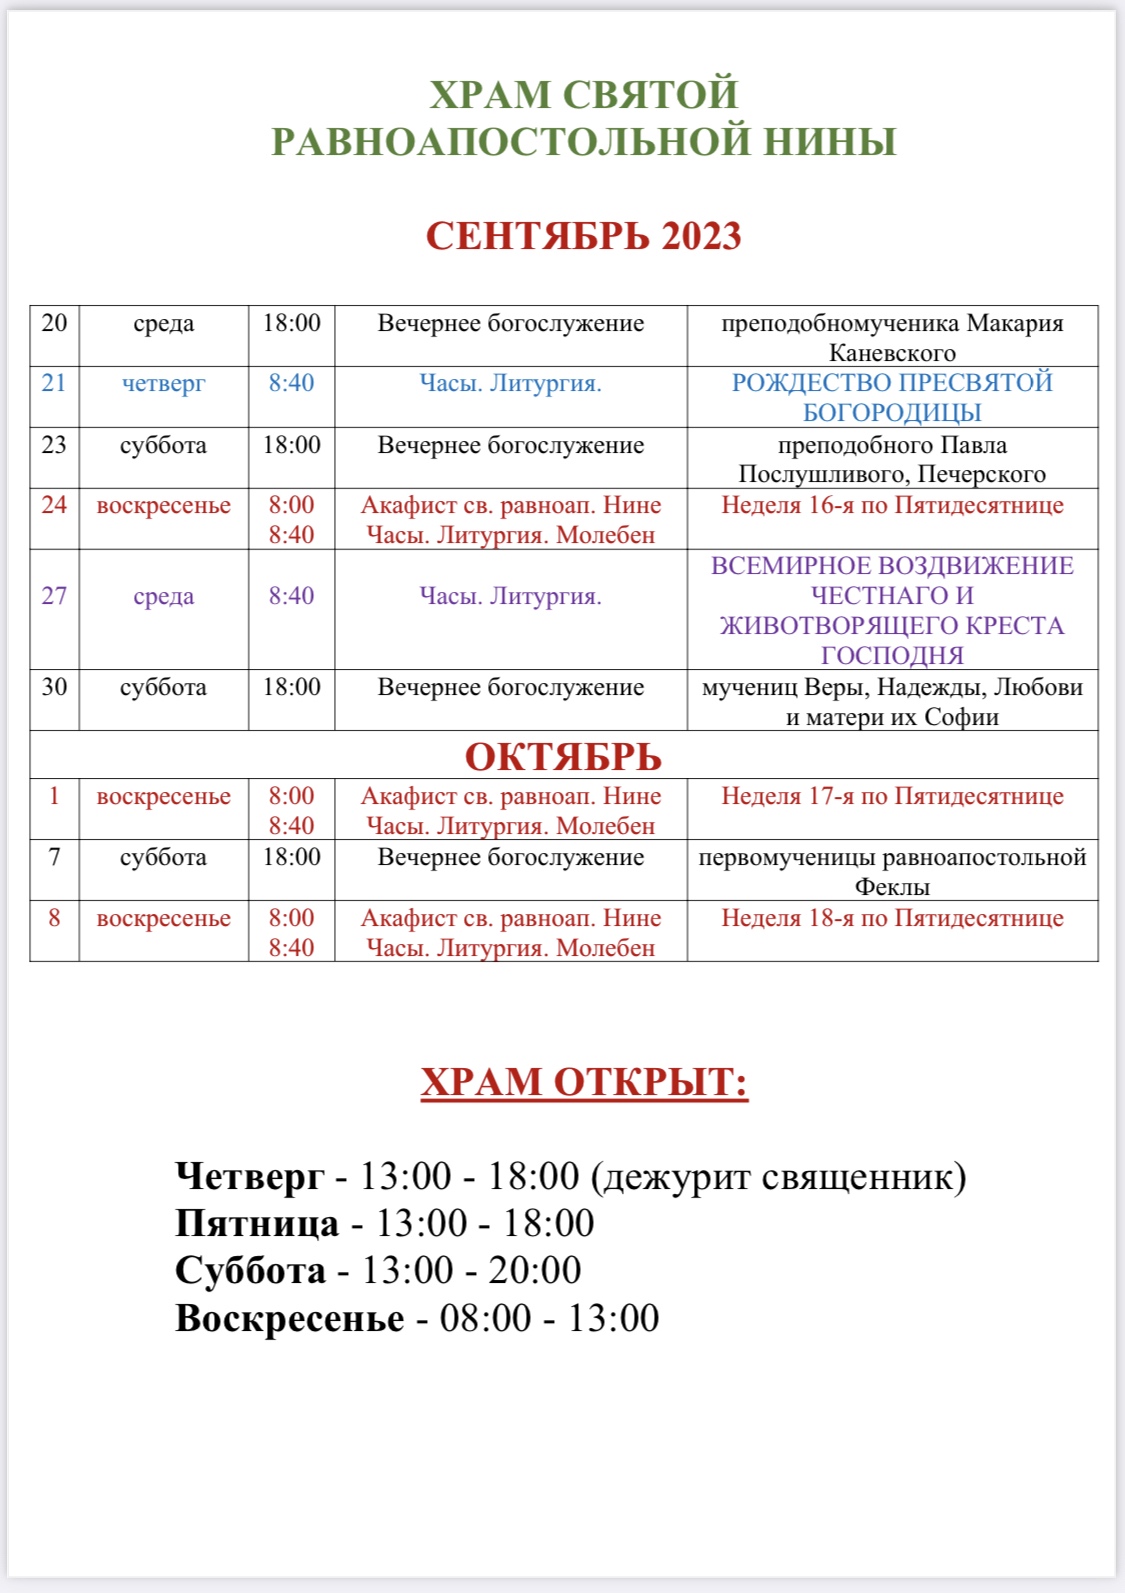 ХРАМ СВЯТОЙ
РАВНОАПОСТОЛЬНОЙ НИНЫ
СЕНТЯБРЬ 2023
20 среда 18:00 Вечернее богослужение преподобномученика Макария
Каневского
21 четверг 8:40 Часы. Литургия. РОЖДЕСТВО ПРЕСВЯТОЙ
БОГОРОДИЦЫ
23 суббота 18:00 Вечернее богослужение преподобного Павла
Послушливого, Печерского
24 воскресенье 8:00 Акафист св. равноап. Нине Неделя 16-я по Пятидесятнице
8:40 Часы. Литургия. Молебен
ВСЕМИРНОЕ ВОЗДВИЖЕНИЕ
27 среда 8:40 Часы. Литургия. ЧЕСТНАГО И
ЖИВОТВОРЯЩЕГО КРЕСТА
ГОСПОДНЯ
30 суббота 18:00 Вечернее богослужение мучениц Веры, Надежды, Любови
и матери их Софии
ОКТЯБРЬ
1 воскресенье 8:00 Акафист св. равноап. Нине Неделя 17-я по Пятидесятнице
8:40 Часы. Литургия. Молебен
7 суббота 18:00 Вечернее богослужение первомученицы равноапостольной
Феклы
8 воскресенье 8:00 Акафист св. равноап. Нине Неделя 18-я по Пятидесятнице
8:40 Часы. Литургия. Молебен
ХРАМ ОТКРЫТ:
Четверг - 13:00 - 18:00 (дежурит священник)
Пятница - 13:00 - 18:00
Суббота - 13:00 - 20:00
Воскресенье - 08:00 - 13:00